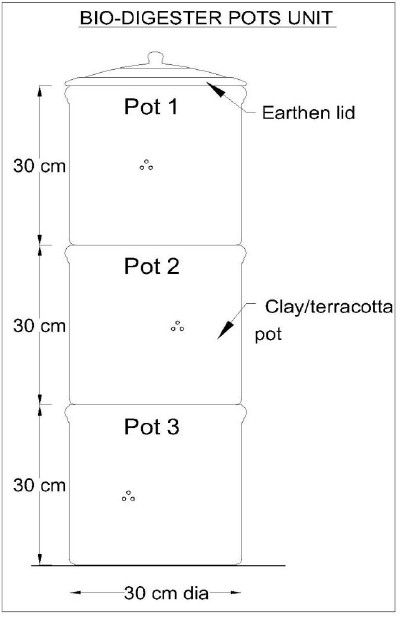 BIO-DIGESTER POTS UNIT
Pot 1
Earthen lid
30 cm
Pot 2
30 cm
Clay/terracotta
pot
Pot 3
30 cm
30 cm dia